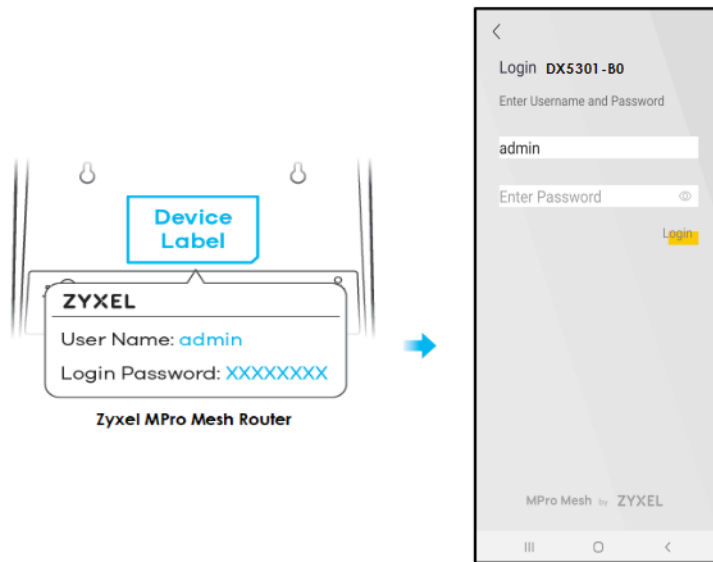 Device
Label
ZYXEL
User Name: admin
Login Password: XXXXXXXX
Zyxel MPro Mesh Router
Login DX5301-B0
Enter Username and Password
admin
Enter Password
Login
MPro Mesh by ZYXEL